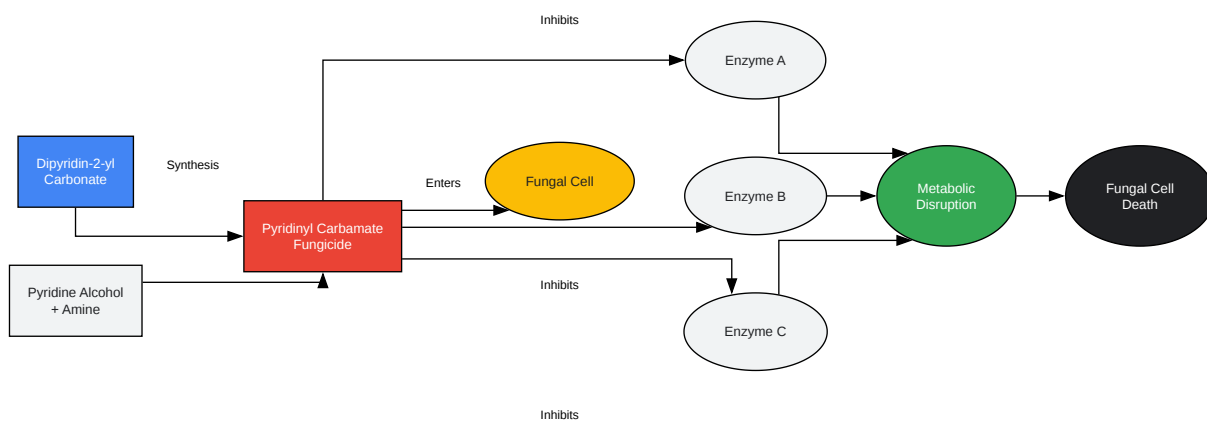 Inhibits
Enzyme A
Dipyridin-2-yl
Carbonate
Synthesis
Enters
Fungal Cell
Enzyme B
Metabolic
Disruption
Fungal Cell
Death
Pyridinyl Carbamate
Fungicide
Pyridine Alcohol
+ Amine
Inhibits
Enzyme C
Inhibits